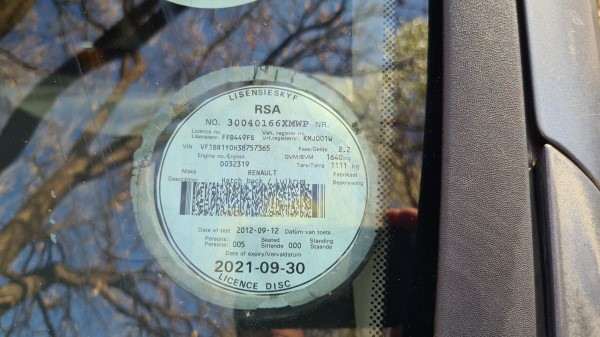 LISENSIESKYF
RSA
NO. 30040166XMWP NR.
Licence no. Veh. register no.
Lisensienr. FFB449FS Vrt.registernr. KMJ001W
VIN VF1BR1Y0H38757365 Fees/Gelde 2.2
Engine no./Enjinnr. GVM/BVM 1640kg
D032319 Tare/Tarra 1111 kg
Make RENAULT Fabrikaat
Description Hatch back / Luikrug Beskrywing
Date of test 2012-09-12 Datum van toets
Persons: Seated Standing
Persone: 005 Sittende 000 Staande
Date of expiry/Vervaldatum
2021-09-30
LICENCE DISC